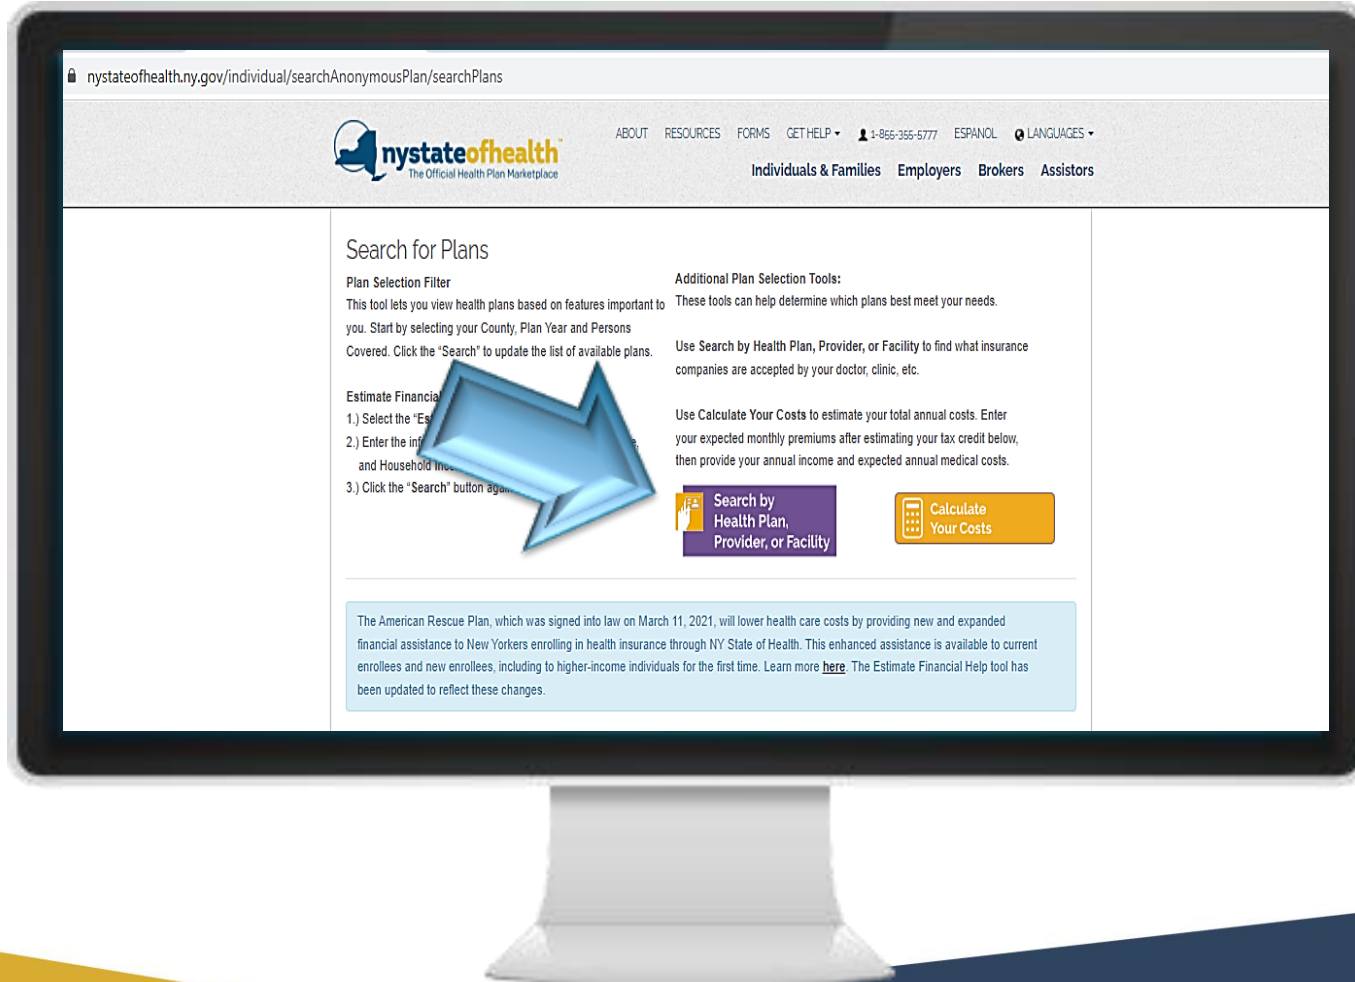 nystateofhealth.ny.gov/individual/searchAnonymousPlan/searchPlans
ABOUT RESOURCES FORMS GET HELP 1-855-355-5777 ESPANOL LANGUAGES
nystateofhealth™
The Official Health Plan Marketplace
Individuals & Families Employers Brokers Assistors
Search for Plans
Plan Selection Filter
This tool lets you view health plans based on features important to
you. Start by selecting your County, Plan Year and Persons
Covered. Click the “Search” to update the list of available plans.
Estimate Financial
1.) Select the
2.) Enter the
and Household
3.) Click the “Search” button
Additional Plan Selection Tools:
These tools can help determine which plans best meet your needs.
Use Search by Health Plan, Provider, or Facility to find what insurance
companies are accepted by your doctor, clinic, etc.
Use Calculate Your Costs to estimate your total annual costs. Enter
your expected monthly premiums after estimating your tax credit below,
then provide your annual income and expected annual medical costs.
Search by
Health Plan,
Provider, or Facility
Calculate
Your Costs
The American Rescue Plan, which was signed into law on March 11, 2021, will lower health care costs by providing new and expanded
financial assistance to New Yorkers enrolling in health insurance through NY State of Health. This enhanced assistance is available to current
enrollees and new enrollees, including to higher-income individuals for the first time. Learn more here. The Estimate Financial Help tool has
been updated to reflect these changes.